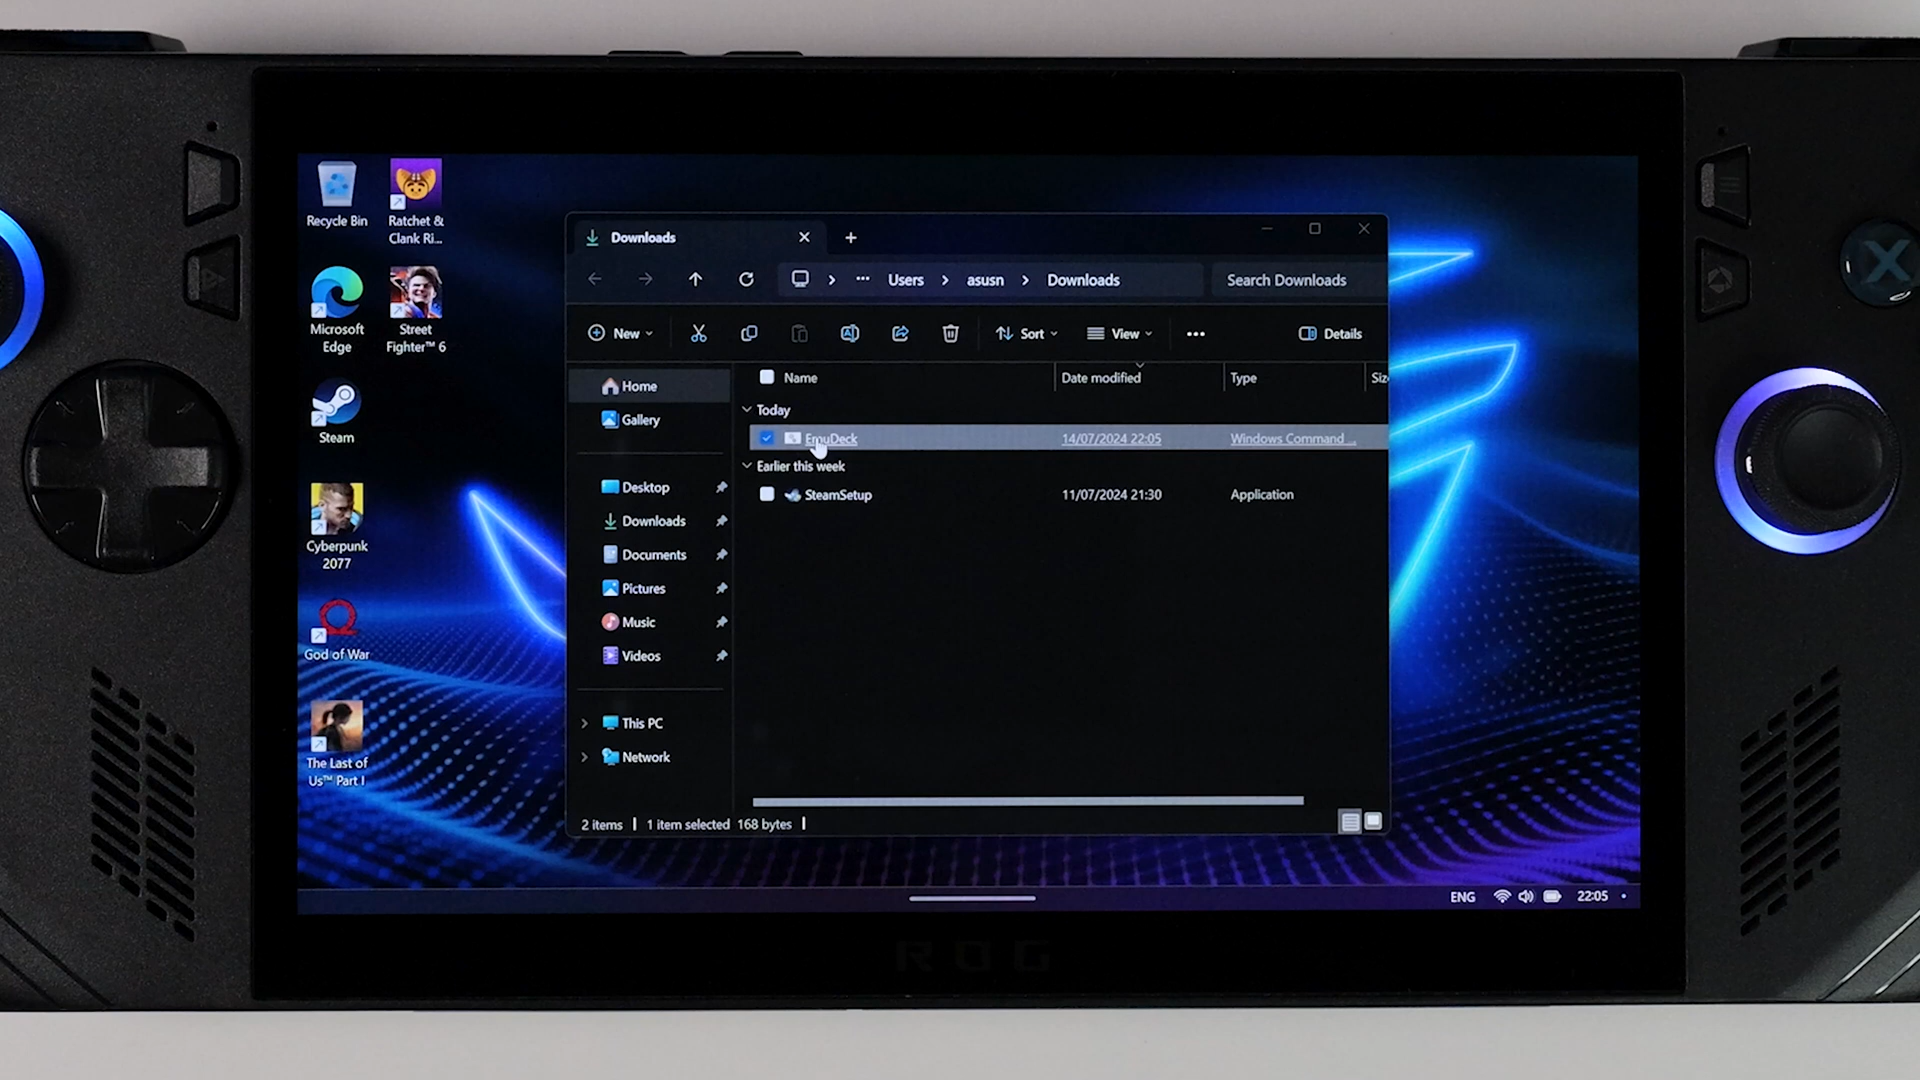 Recycle Bin
Ratchet &
Clank Ri...
Microsoft
Edge
Street
Fighter™ 6
Steam
Cyberpunk
2077
God of War
The Last of
Us™ Part I
Downloads
Users > asusn > Downloads
Search Downloads
New
Sort
View
Details
Name
Date modified
Type
Siz
Home
Gallery
Desktop
Downloads
Documents
Pictures
Music
Videos
This PC
Network
Today
EmuDeck 14/07/2024 22:05 Windows Command ...
Earlier this week
SteamSetup 11/07/2024 21:30 Application
2 items | 1 item selected 168 bytes |
ENG
22:05
ROG
X